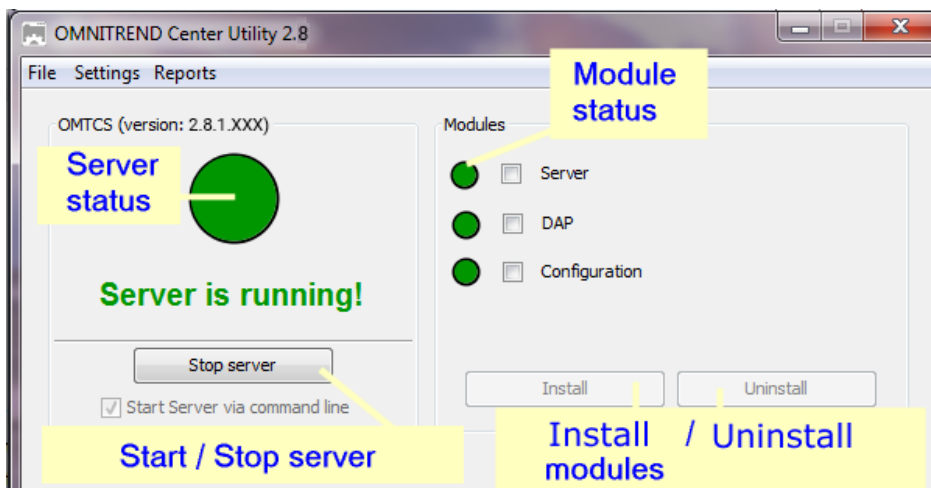 OMNITREND Center Utility 2.8
File Settings Reports
Module
status
OMTCS (version: 2.8.1.XXX)
Server
status
Server is running!
Stop server
Start Server via command line
Start / Stop server
Modules
Server
DAP
Configuration
Install Uninstall
Install / Uninstall
modules